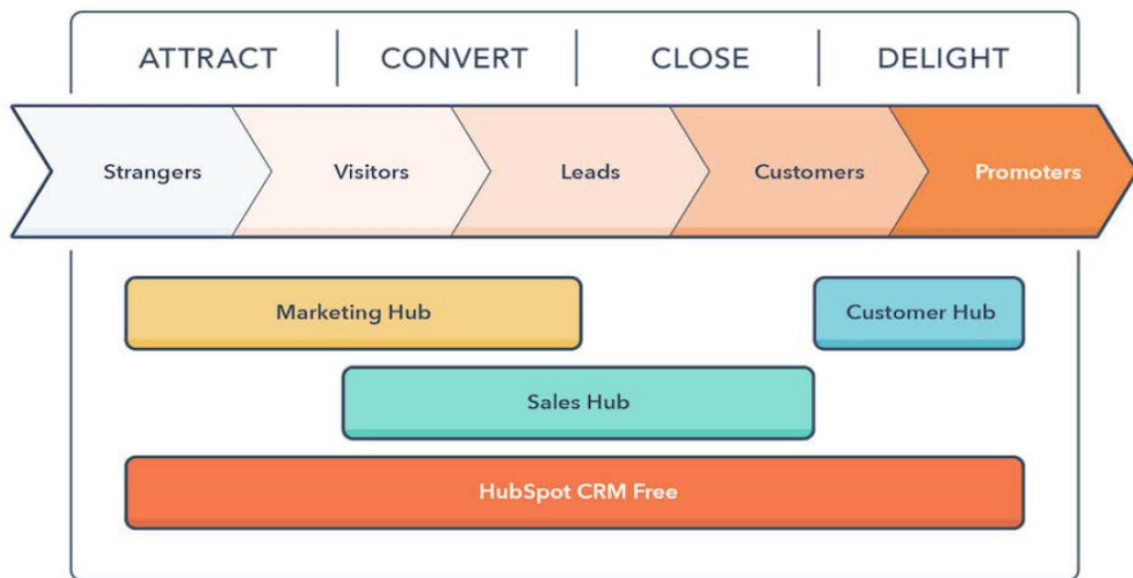 ATTRACT CONVERT CLOSE DELIGHT
Strangers Visitors Leads Customers Promoters
Marketing Hub Customer Hub
Sales Hub
HubSpot CRM Free